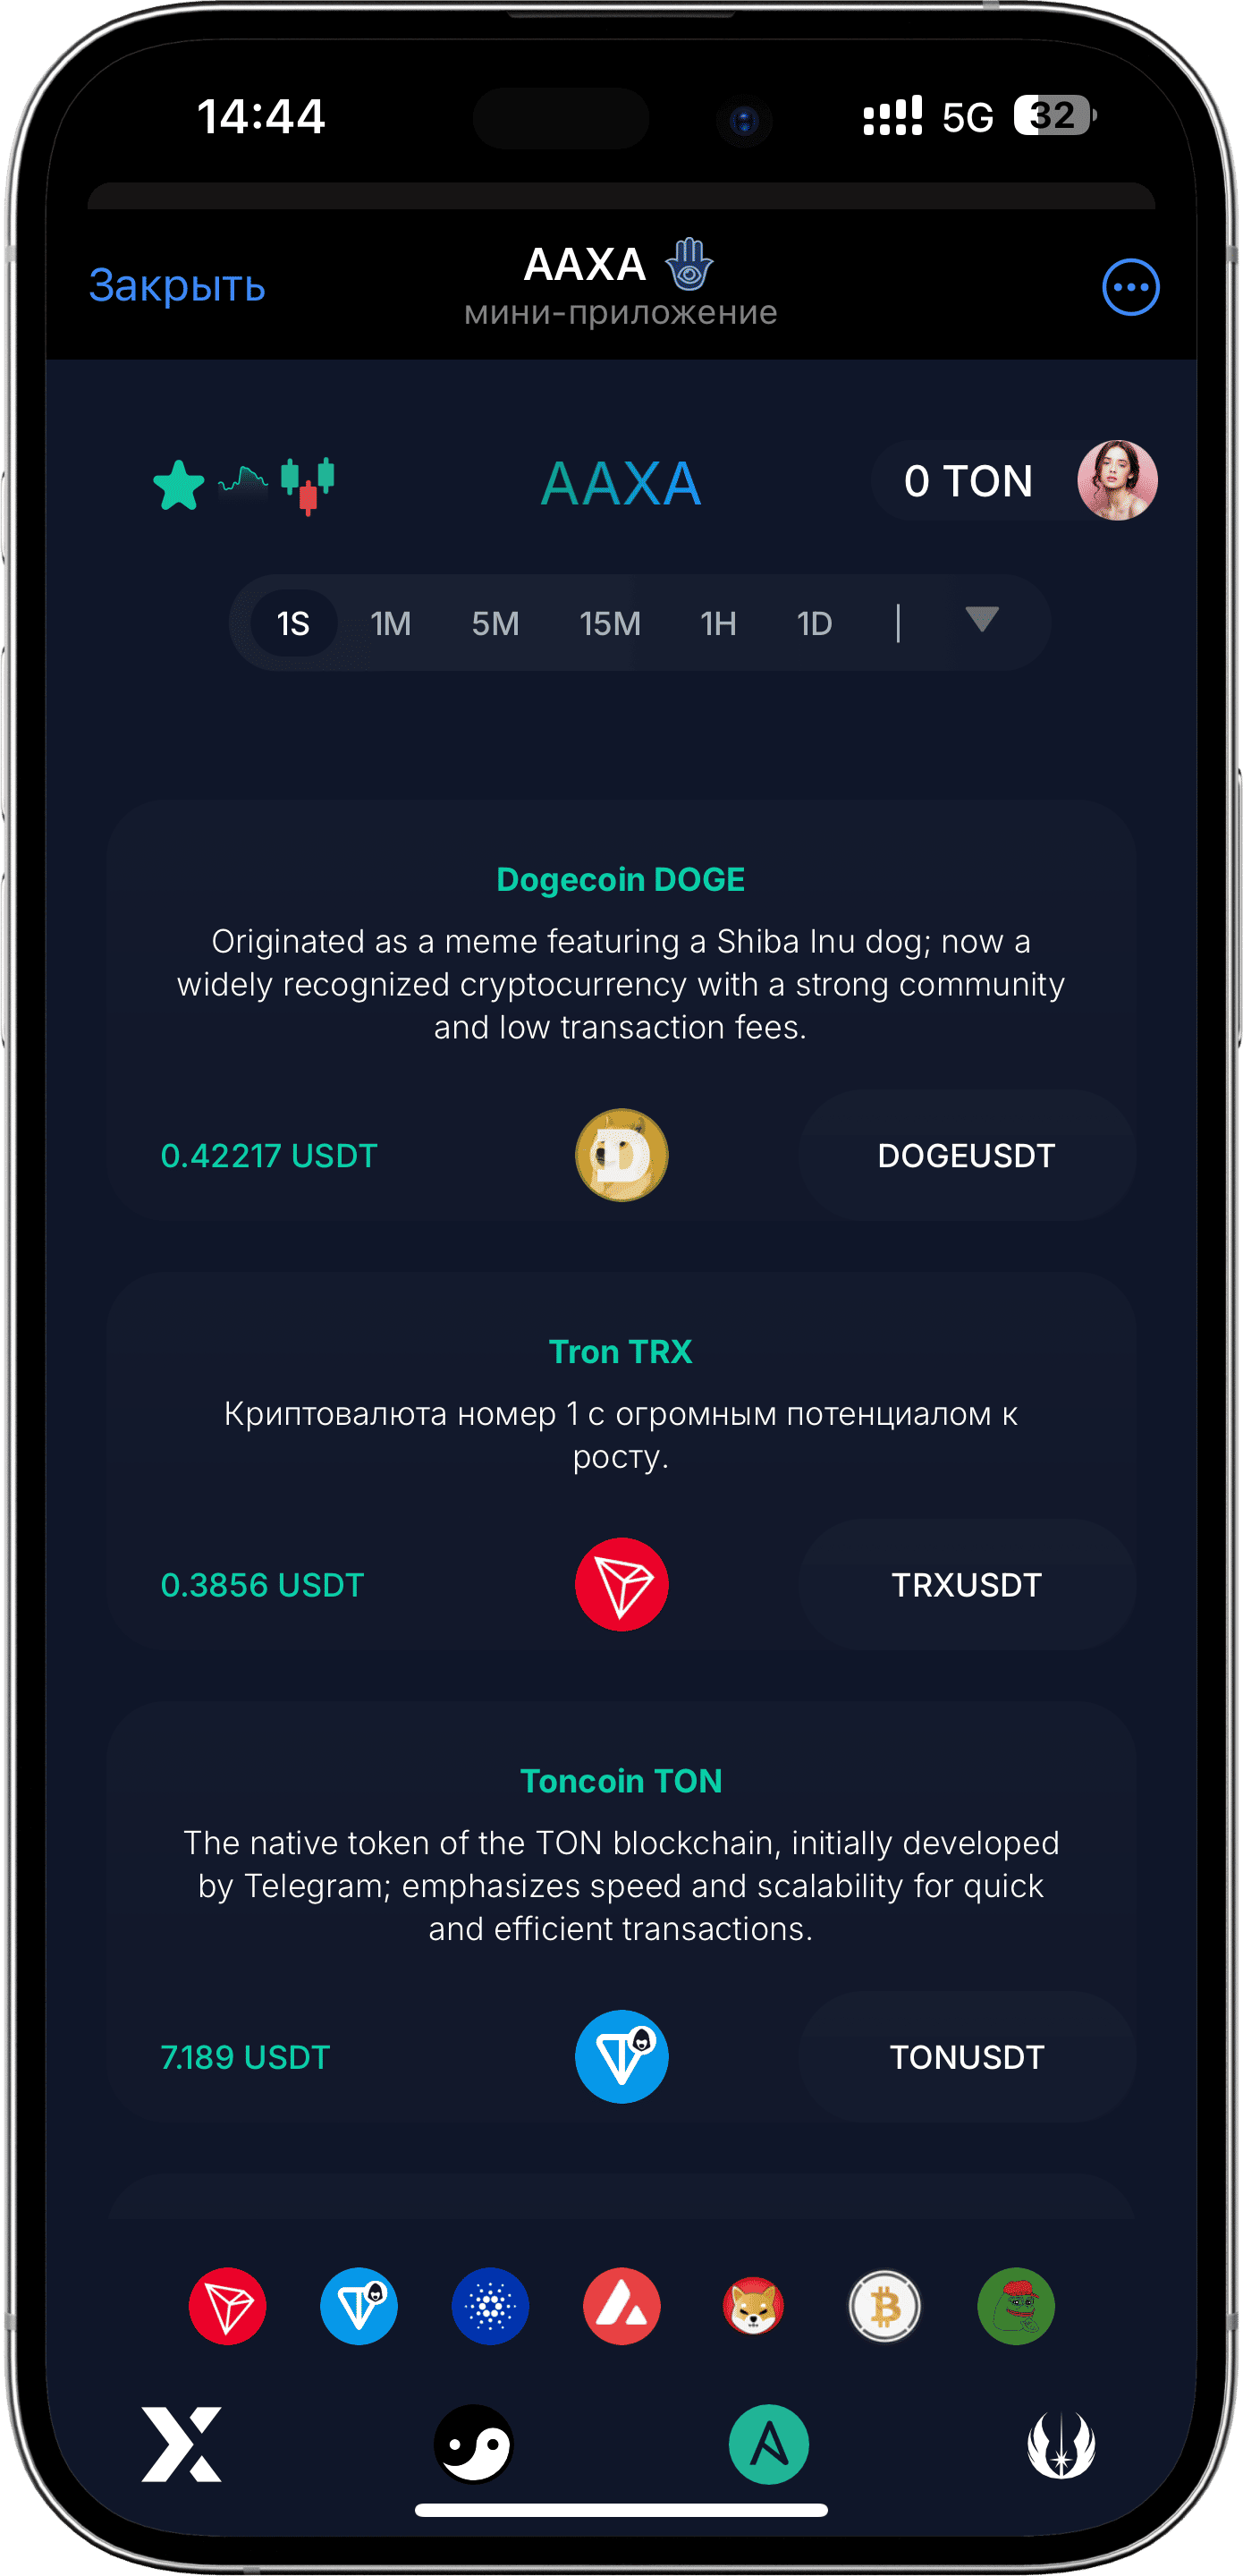 14:44
5G 32
Закрыть
AAXA
мини-приложение
AAXA
0 TON
1S 1M 5M 15M 1H 1D |
Dogecoin DOGE
Originated as a meme featuring a Shiba Inu dog; now a
widely recognized cryptocurrency with a strong community
and low transaction fees.
0.42217 USDT
DOGEUSDT
Tron TRX
Криптовалюта номер 1 с огромным потенциалом к
росту.
0.3856 USDT
TRXUSDT
Toncoin TON
The native token of the TON blockchain, initially developed
by Telegram; emphasizes speed and scalability for quick
and efficient transactions.
7.189 USDT
TONUSDT